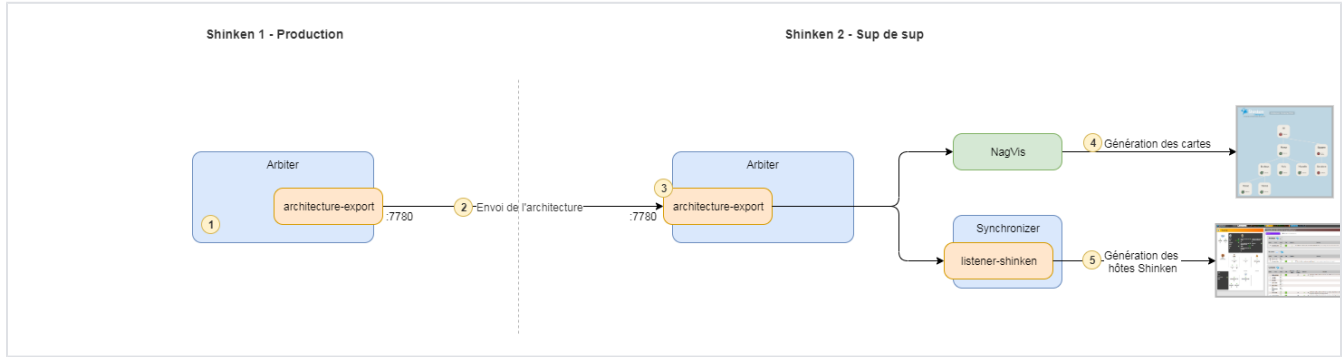 Shinken 1 - Production
Shinken 2 - Sup de sup
Arbiter
architecture-export
:7780
1
2
Envoi de l'architecture
Arbiter
3
architecture-export
:7780
NagVis
4
Génération des cartes
Synchronizer
listener-shinken
5
Génération des
hôtes Shinken